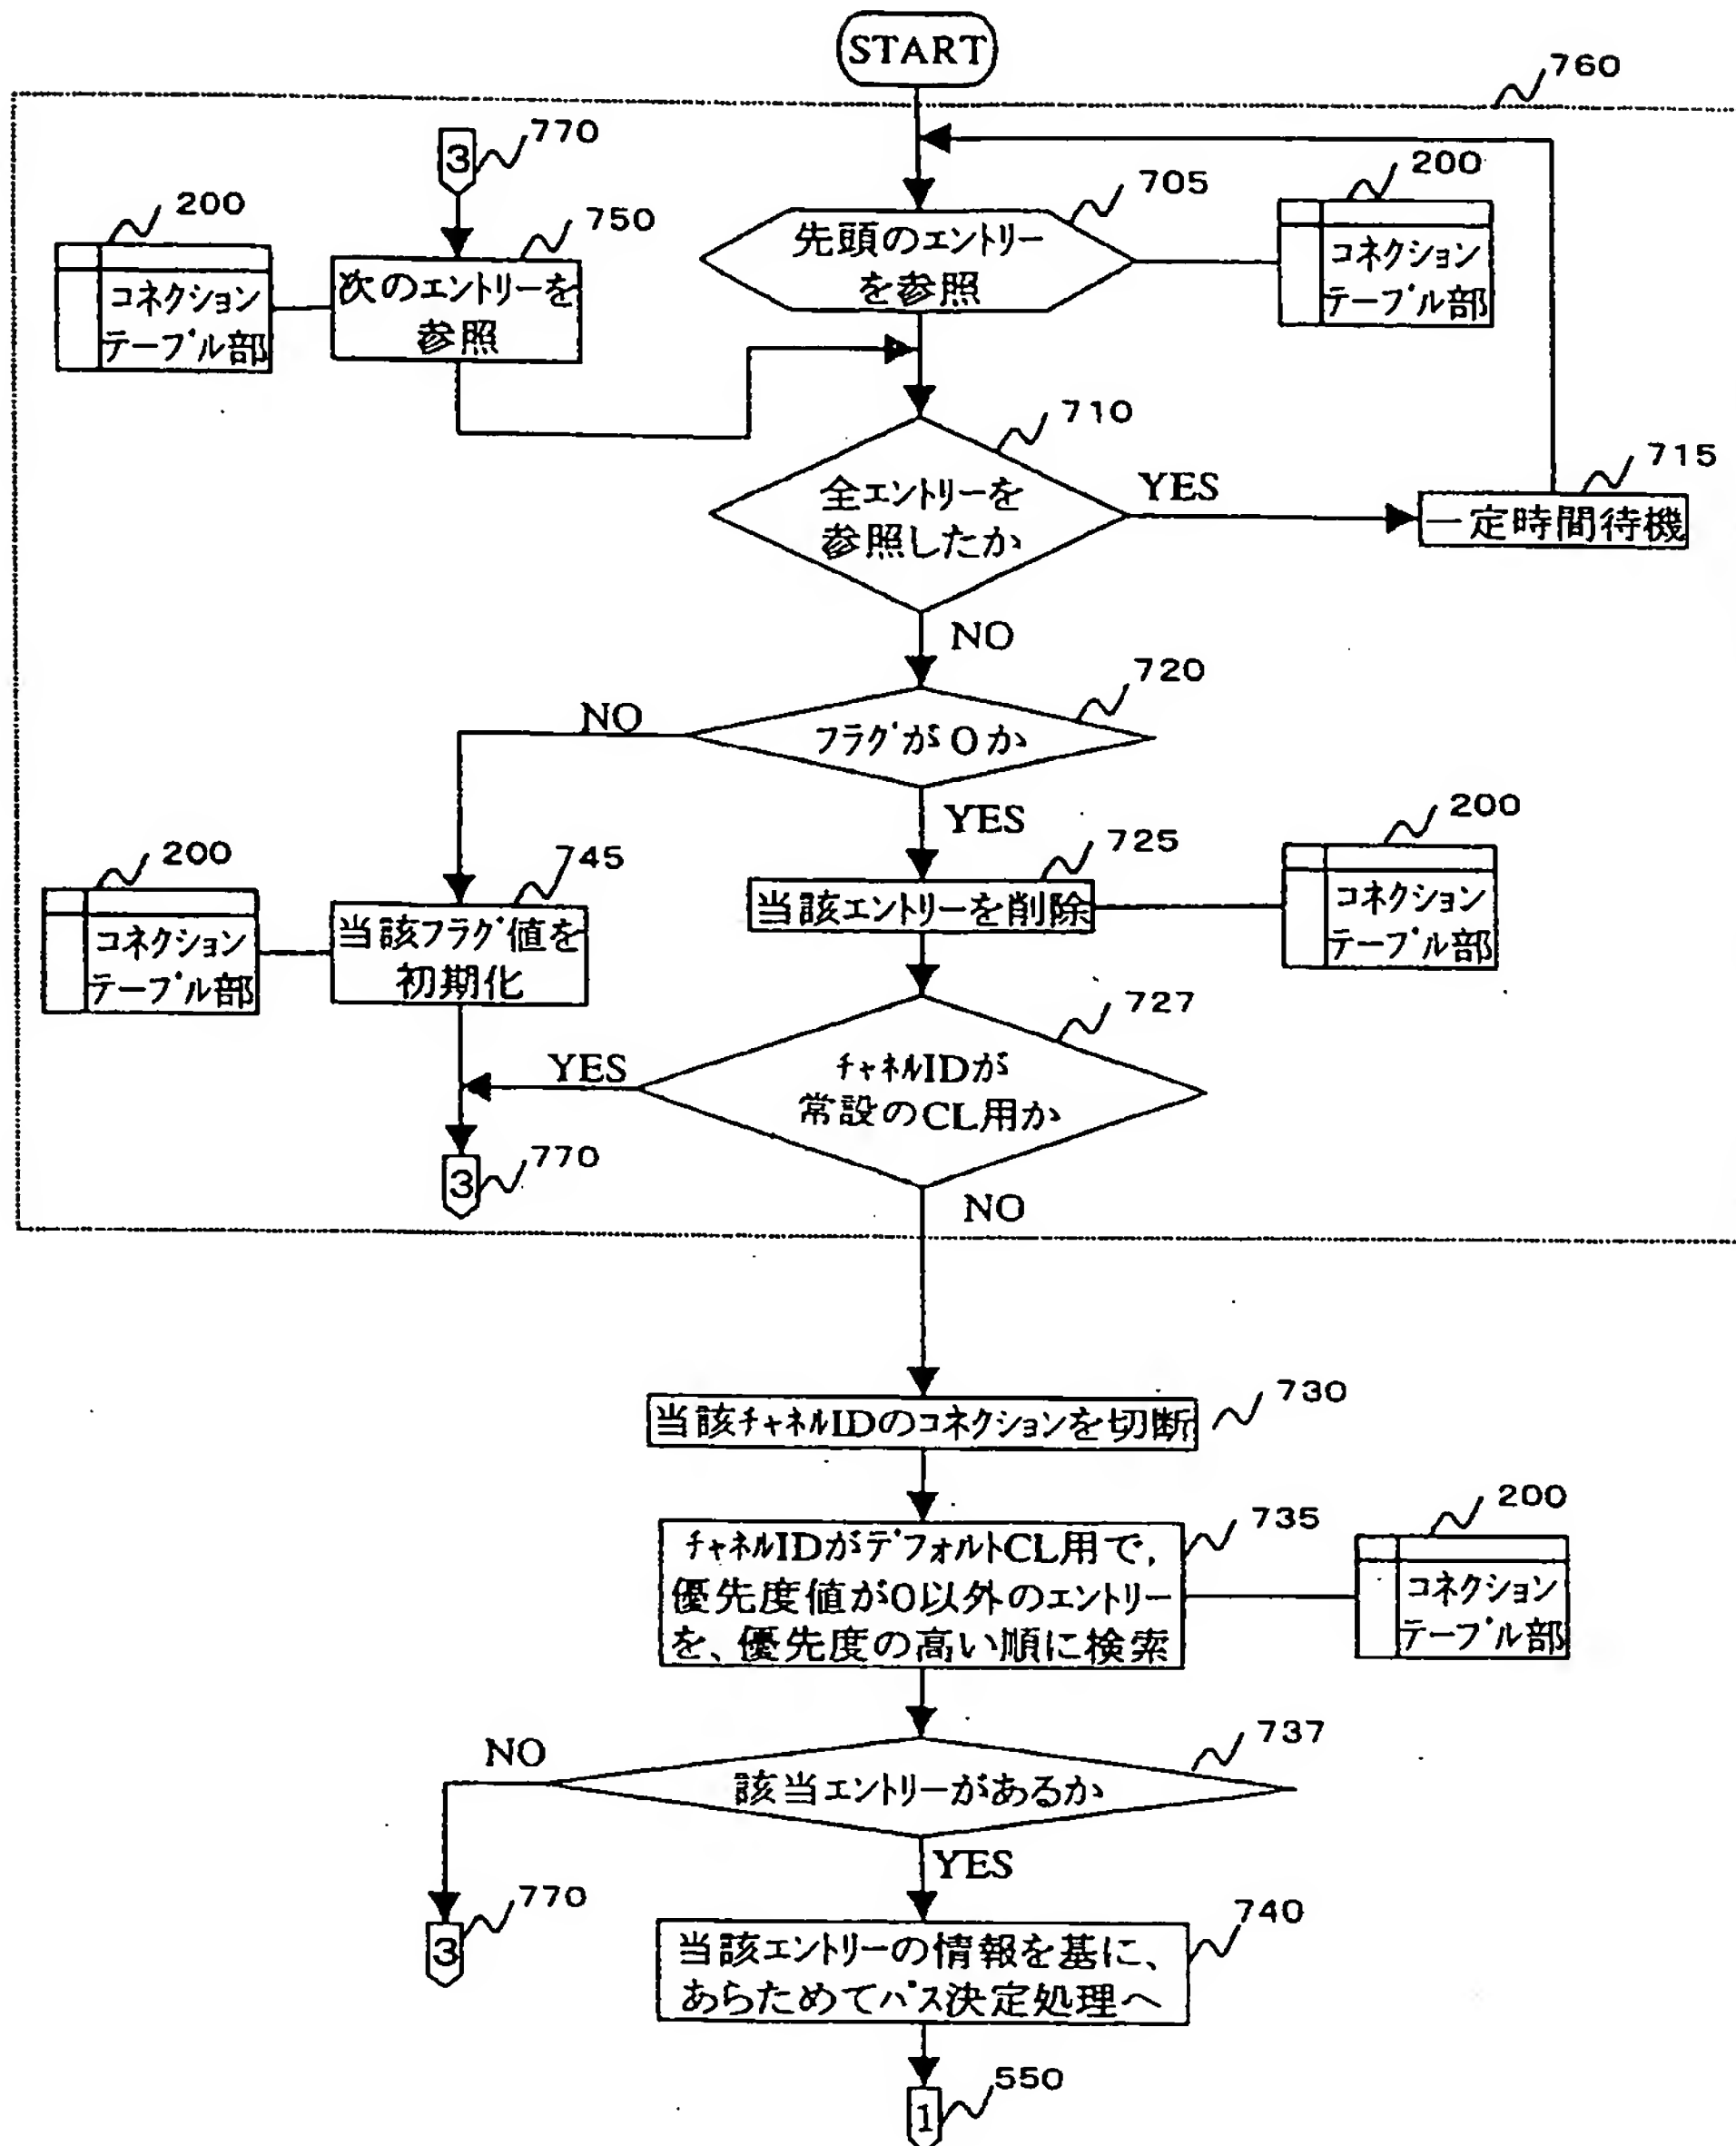 START
760
3
770
200
コネクション
テーブル部
750
次のエントリーを
参照
705
先頭のエントリー
を参照
200
コネクション
テーブル部
710
全エントリーを
参照したか
YES
715
一定時間待機
NO
720
フラグが0か
NO
YES
200
コネクション
テーブル部
745
当該フラグ値を
初期化
725
当該エントリーを削除
200
コネクション
テーブル部
727
チャネルIDが
常設のCL用か
YES
3
770
NO
730
当該チャネルIDのコネクションを切断
735
チャネルIDがデフォルトCL用で,
優先度値が0以外のエントリー
を、優先度の高い順に検索
200
コネクション
テーブル部
737
該当エントリーがあるか
NO
YES
3
770
740
当該エントリーの情報を基に、
あらためてパス決定処理へ
1
550